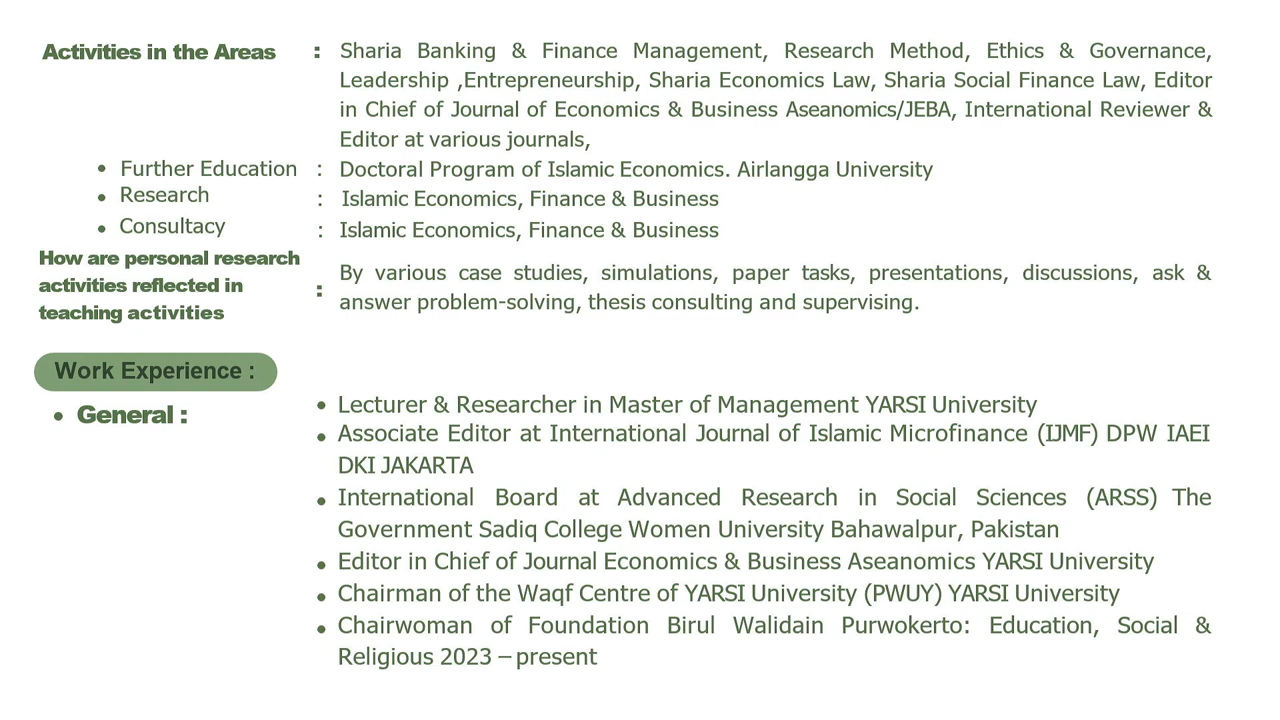 Activities in the Areas : Sharia Banking & Finance Management, Research Method, Ethics & Governance,
Leadership ,Entrepreneurship, Sharia Economics Law, Sharia Social Finance Law, Editor
in Chief of Journal of Economics & Business Aseanomics/JEBA, International Reviewer &
Editor at various journals,
• Further Education : Doctoral Program of Islamic Economics. Airlangga University
• Research : Islamic Economics, Finance & Business
• Consultacy : Islamic Economics, Finance & Business
How are personal research
activities reflected in
teaching activities
:
By various case studies, simulations, paper tasks, presentations, discussions, ask &
answer problem-solving, thesis consulting and supervising.
Work Experience :
• General :
• Lecturer & Researcher in Master of Management YARSI University
• Associate Editor at International Journal of Islamic Microfinance (IJMF) DPW IAEI
DKI JAKARTA
• International Board at Advanced Research in Social Sciences (ARSS) The
Government Sadiq College Women University Bahawalpur, Pakistan
• Editor in Chief of Journal Economics & Business Aseanomics YARSI University
• Chairman of the Waqf Centre of YARSI University (PWUY) YARSI University
• Chairwoman of Foundation Birul Walidain Purwokerto: Education, Social &
Religious 2023 – present